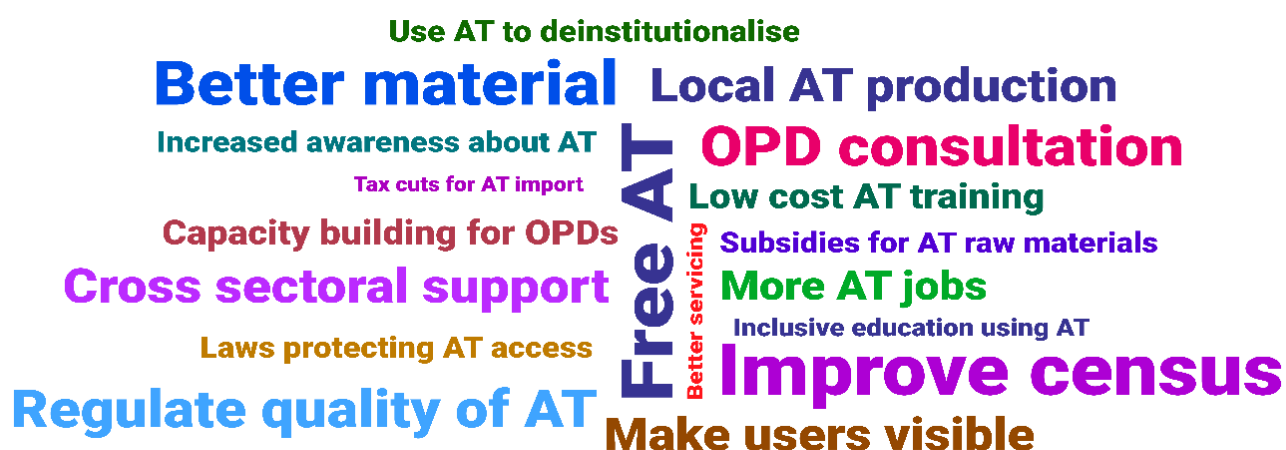 Use AT to deinstitutionalise
Better material
Local AT production
Increased awareness about AT
OPD consultation
Tax cuts for AT import
Low cost AT training
Capacity building for OPDs
Free AT
Better servicing
Subsidies for AT raw materials
Cross sectoral support
More AT jobs
Inclusive education using AT
Laws protecting AT access
Improve census
Regulate quality of AT
Make users visible